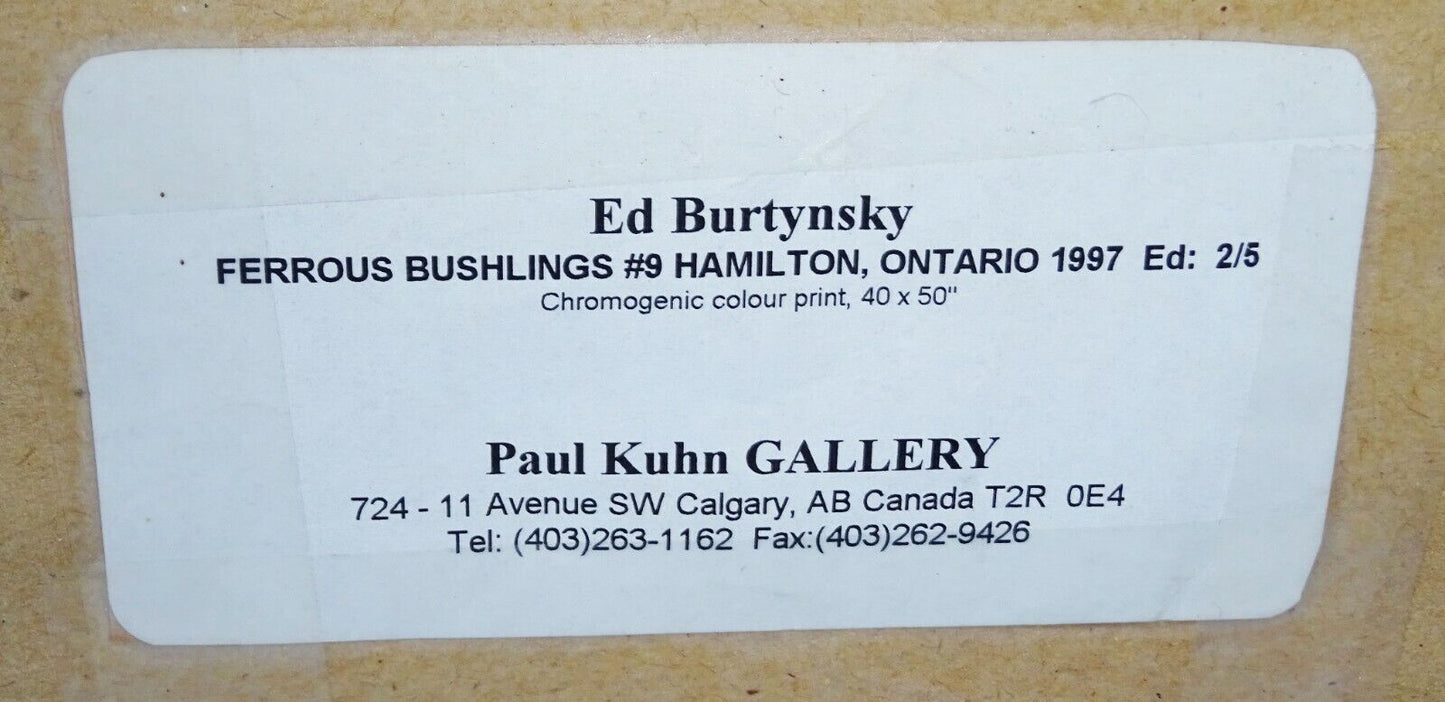 Ed Burtynsky
FERROUS BUSHLINGS #9 HAMILTON, ONTARIO 1997 Ed: 2/5
Chromogenic colour print, 40 x 50"
Paul Kuhn GALLERY
724 - 11 Avenue SW Calgary, AB Canada T2R 0E4
Tel: (403)263-1162 Fax:(403)262-9426